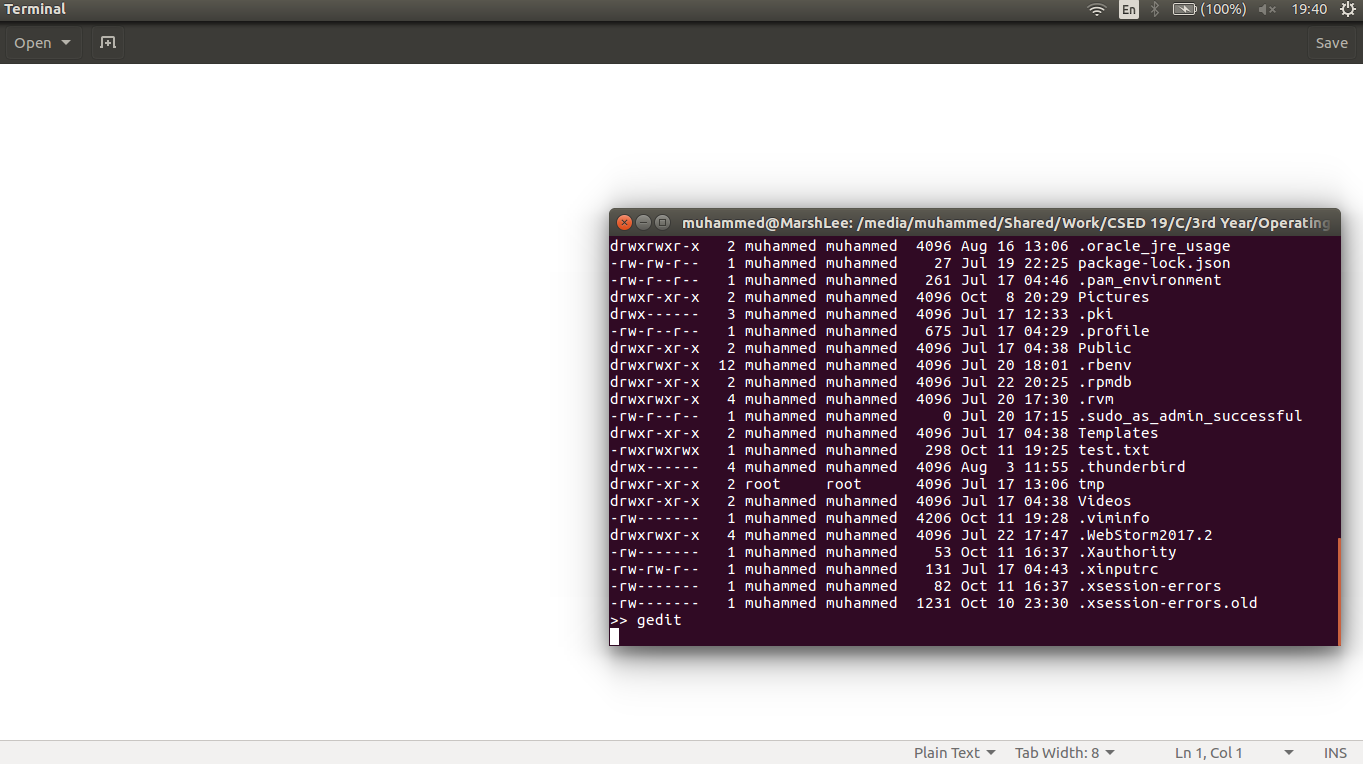 Terminal
En
(100%)
19:40
Open
Save
muhammed@MarshLee: /media/muhammed/Shared/Work/CSED 19/C/3rd Year/Operating
drwxrwxr-x   2 muhammed muhammed  4096 Aug 16 13:06 .oracle_jre_usage
-rw-rw-r--   1 muhammed muhammed    27 Jul 19 22:25 package-lock.json
-rw-r--r--   1 muhammed muhammed   261 Jul 17 04:46 .pam_environment
drwxr-xr-x   2 muhammed muhammed  4096 Oct  8 20:29 Pictures
drwx------   3 muhammed muhammed  4096 Jul 17 12:33 .pki
-rw-r--r--   1 muhammed muhammed   675 Jul 17 04:29 .profile
drwxr-xr-x   2 muhammed muhammed  4096 Jul 17 04:38 Public
drwxrwxr-x  12 muhammed muhammed  4096 Jul 20 18:01 .rbenv
drwxr-xr-x   2 muhammed muhammed  4096 Jul 22 20:25 .rpmdb
drwxrwxr-x   4 muhammed muhammed  4096 Jul 20 17:30 .rvm
-rw-r--r--   1 muhammed muhammed     0 Jul 20 17:15 .sudo_as_admin_successful
drwxr-xr-x   2 muhammed muhammed  4096 Jul 17 04:38 Templates
-rwxrwxrwx   1 muhammed muhammed   298 Oct 11 19:25 test.txt
drwx------   4 muhammed muhammed  4096 Aug  3 11:55 .thunderbird
drwxr-xr-x   2 root     root      4096 Jul 17 13:06 tmp
drwxr-xr-x   2 muhammed muhammed  4096 Jul 17 04:38 Videos
-rw-------   1 muhammed muhammed  4206 Oct 11 19:28 .viminfo
drwxrwxr-x   4 muhammed muhammed  4096 Jul 22 17:47 .WebStorm2017.2
-rw-------   1 muhammed muhammed    53 Oct 11 16:37 .Xauthority
-rw-rw-r--   1 muhammed muhammed   131 Jul 17 04:43 .xinputrc
-rw-------   1 muhammed muhammed    82 Oct 11 16:37 .xsession-errors
-rw-------   1 muhammed muhammed  1231 Oct 10 23:30 .xsession-errors.old
>> gedit
Plain Text
Tab Width: 8
Ln 1, Col 1
INS